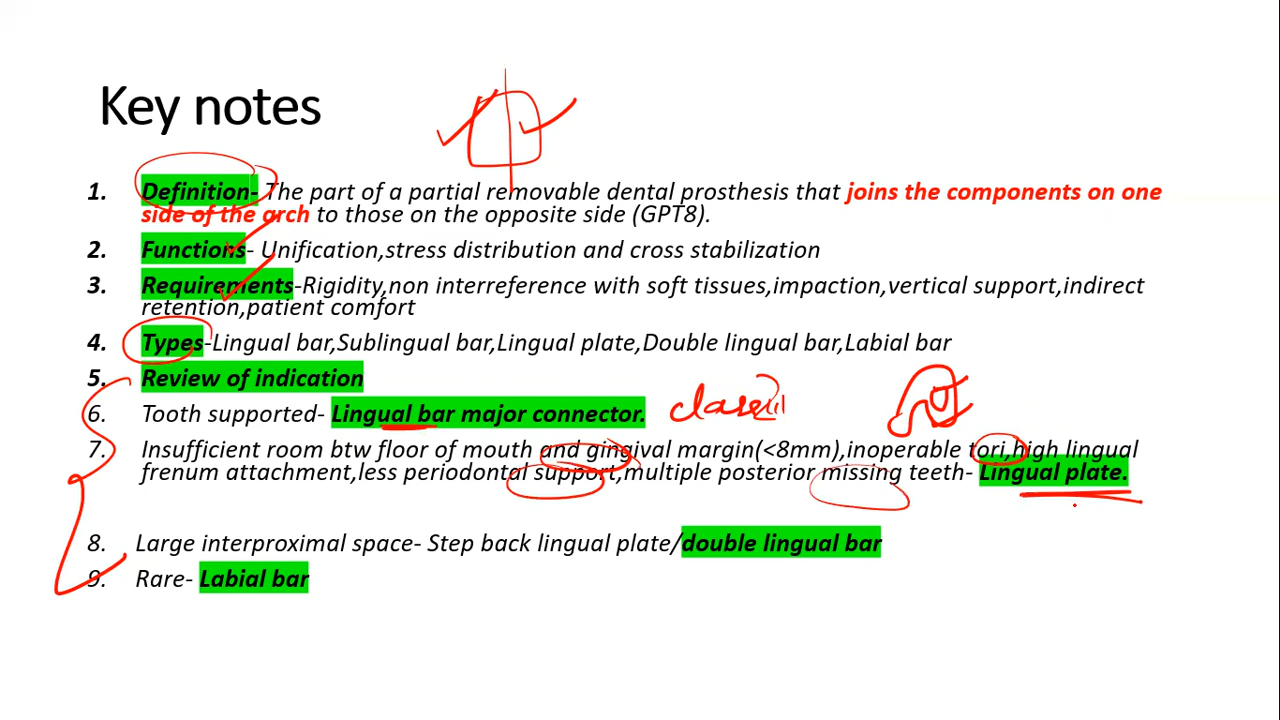 Key notes
1. Definition- The part of a partial removable dental prosthesis that joins the components on one
side of the arch to those on the opposite side (GPT8).
2. Functions- Unification,stress distribution and cross stabilization
3. Requirements-Rigidity,non interreference with soft tissues,impaction,vertical support,indirect
retention,patient comfort
4. Types-Lingual bar,Sublingual bar,Lingual plate,Double lingual bar,Labial bar
5. Review of indication
6. Tooth supported- Lingual bar major connector.
7. Insufficient room btw floor of mouth and gingival margin(<8mm),inoperable tori,high lingual
frenum attachment,less periodontal support,multiple posterior missing teeth- Lingual plate.
8. Large interproximal space- Step back lingual plate/double lingual bar
9. Rare- Labial bar